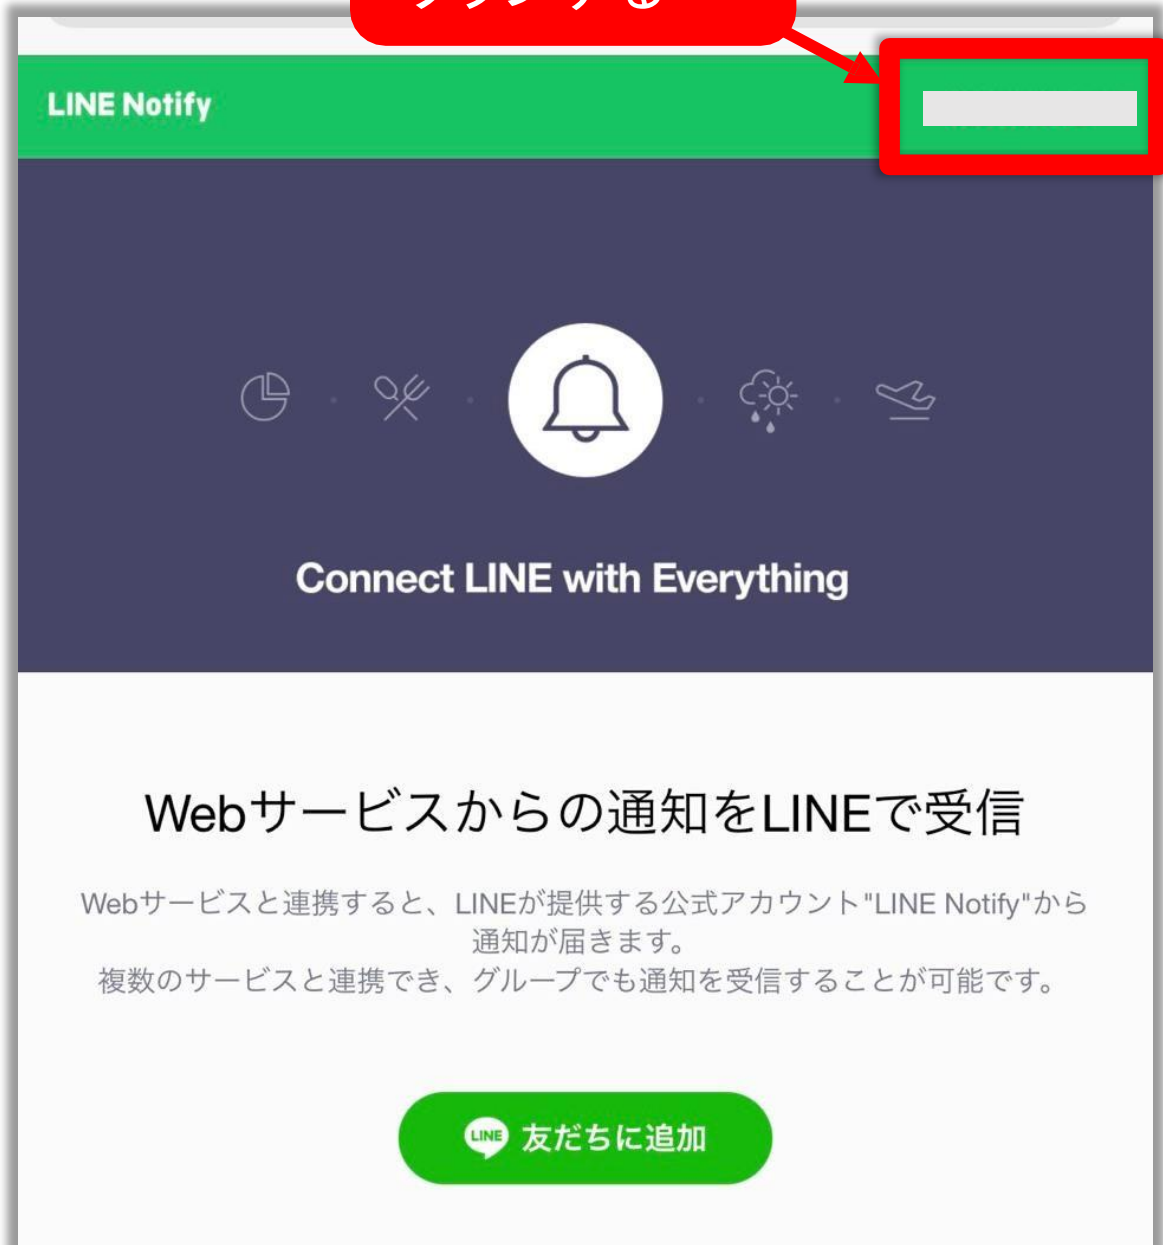 LINE Notify
Connect LINE with Everything
Webサービスからの通知をLINEで受信
Webサービスと連携すると、LINEが提供する公式アカウント"LINE Notify"から
通知が届きます。
複数のサービスと連携でき、グループでも通知を受信することが可能です。
LINE 友だちに追加